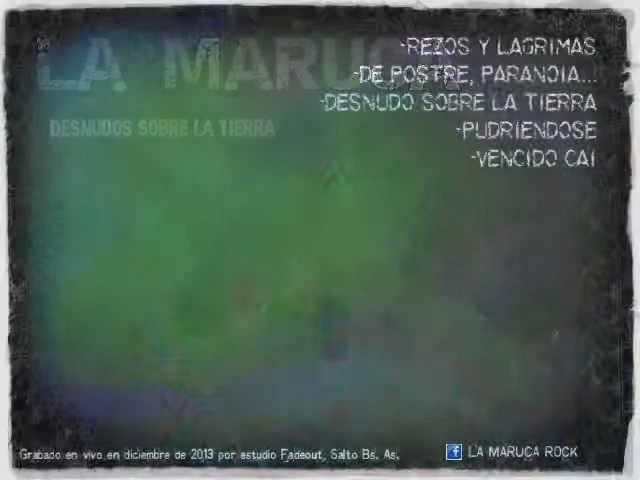 LA MARUCA
-REZOS Y LAGRIMAS
-DE POSTRE, PARANOIA...
-DESNUDO SOBRE LA TIERRA
DESNUDOS SOBRE LA TIERRA
-PUDRIENDOSE
-VENCIDO CAI
Grabado en vivo en diciembre de 2013 por estudio Fadeout, Salto Bs. As.
f LA MARUCA ROCK